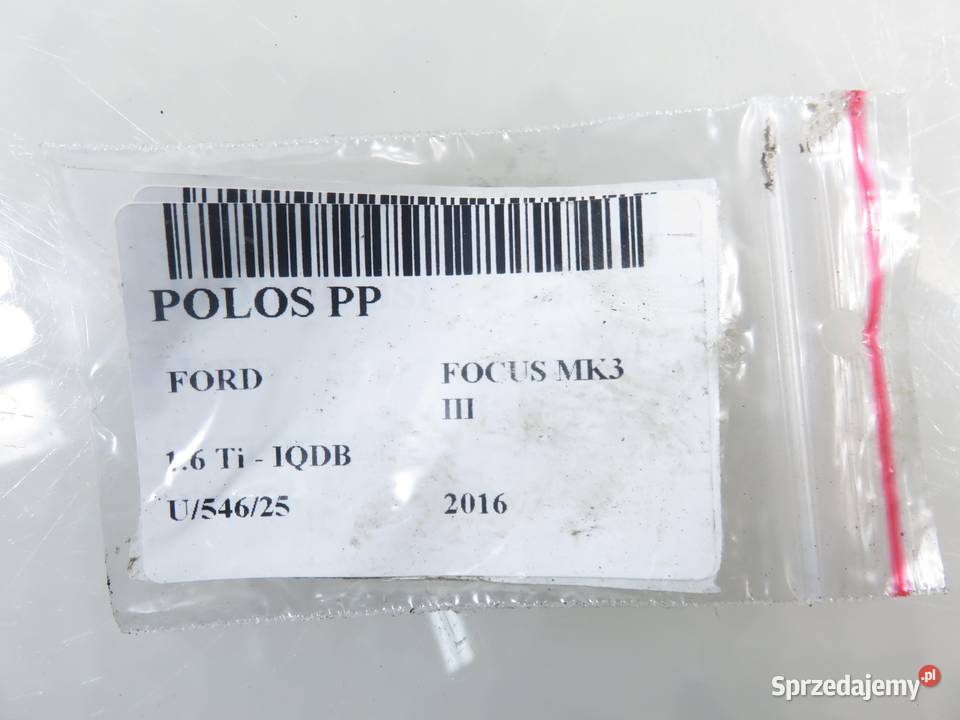 POLOS PP
FORD
FOCUS MK3
III
1.6 Ti - IQDB
U/546/25
2016
Sprzedajemy.pl